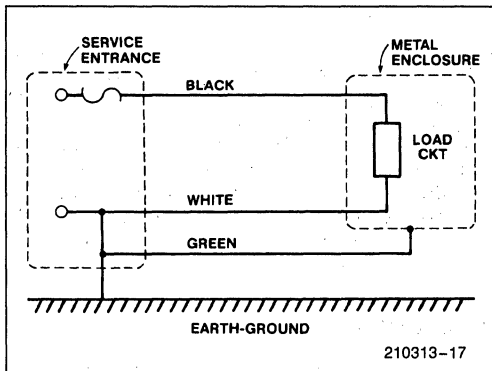 SERVICE
ENTRANCE
METAL
ENCLOSURE
BLACK
LOAD
CKT
WHITE
GREEN
EARTH-GROUND
210313-17